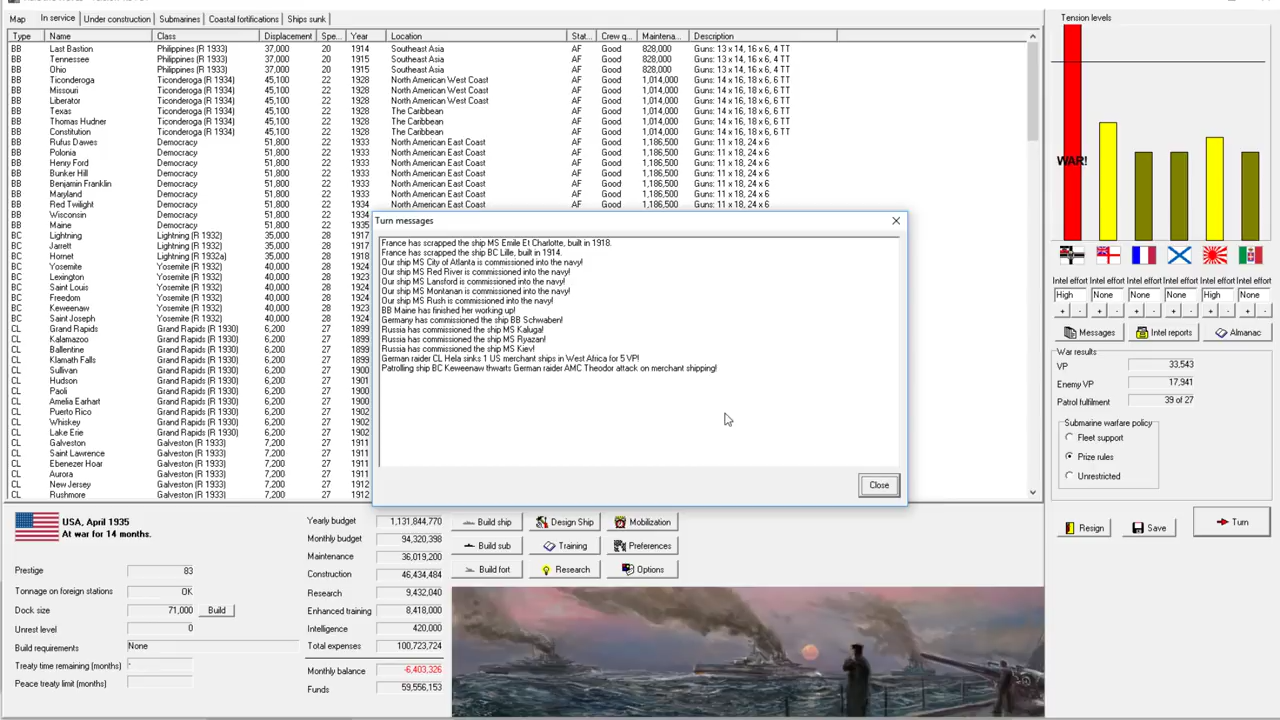 Map In service Under construction Submarines Coastal fortifications Ships sunk
Type Name Class Displacement Spe... Year Location Stat... Crew q... Maintena... Description
BB Last Bastion Philippines (R 1933) 37,000 20 1914 Southeast Asia AF Good 828,000 Guns: 13 x 14, 16 x 6, 4 TT
BB Tennessee Philippines (R 1933) 37,000 20 1915 Southeast Asia AF Good 828,000 Guns: 13 x 14, 16 x 6, 4 TT
BB Ohio Philippines (R 1933) 37,000 20 1915 Southeast Asia AF Good 828,000 Guns: 13 x 14, 16 x 6, 4 TT
BB Ticonderoga Ticonderoga (R 1934) 45,100 22 1928 North American West Coast AF Good 1,014,000 Guns: 14 x 16, 18 x 6, 6 TT
BB Missouri Ticonderoga (R 1934) 45,100 22 1928 North American West Coast AF Good 1,014,000 Guns: 14 x 16, 18 x 6, 6 TT
BB Liberator Ticonderoga (R 1934) 45,100 22 1928 North American West Coast AF Good 1,014,000 Guns: 14 x 16, 18 x 6, 6 TT
BB Texas Ticonderoga (R 1934) 45,100 22 1928 The Caribbean AF Good 1,014,000 Guns: 14 x 16, 18 x 6, 6 TT
BB Thomas Hudner Ticonderoga (R 1934) 45,100 22 1928 The Caribbean AF Good 1,014,000 Guns: 14 x 16, 18 x 6, 6 TT
BB Constitution Ticonderoga (R 1934) 45,100 22 1928 The Caribbean AF Good 1,014,000 Guns: 14 x 16, 18 x 6, 6 TT
BB Rufus Dawes Democracy 51,800 22 1933 North American East Coast AF Good 1,186,500 Guns: 11 x 18, 24 x 6
BB Polonia Democracy 51,800 22 1933 North American East Coast AF Good 1,186,500 Guns: 11 x 18, 24 x 6
BB Henry Ford Democracy 51,800 22 1933 North American East Coast AF Good 1,186,500 Guns: 11 x 18, 24 x 6
BB Bunker Hill Democracy 51,800 22 1933 North American East Coast AF Good 1,186,500 Guns: 11 x 18, 24 x 6
BB Benjamin Franklin Democracy 51,800 22 1933 North American East Coast AF Good 1,186,500 Guns: 11 x 18, 24 x 6
BB Maryland Democracy 51,800 22 1933 North American East Coast AF Good 1,186,500 Guns: 11 x 18, 24 x 6
BB Red Twilight Democracy 51,800 22 1933 North American East Coast AF Good 1,186,500 Guns: 11 x 18, 24 x 6
BB Wisconsin Democracy 51,800 22 1934
BB Maine Democracy 51,800 22 1935
BC Lightning Lightning (R 1932) 36,000 28 1917
BC Jarrett Lightning (R 1932) 36,000 28 1917
BC Hornet Lightning (R 1932a) 36,000 28 1918
BC Yosemite Yosemite (R 1932) 40,000 28 1923
BC Lexington Yosemite (R 1932) 40,000 28 1923
BC Saint Louis Yosemite (R 1932) 40,000 28 1923
BC Freedom Yosemite (R 1932) 40,000 28 1923
BC Keweenaw Yosemite (R 1932) 40,000 28 1923
BC Saint Joseph Yosemite (R 1932) 40,000 28 1923
CL Grand Rapids Grand Rapids (R 1930) 6,200 27 1899
CL Kalamazoo Grand Rapids (R 1930) 6,200 27 1899
CL Ballentine Grand Rapids (R 1930) 6,200 27 1899
CL Klamath Falls Grand Rapids (R 1930) 6,200 27 1899
CL Sullivan Grand Rapids (R 1930) 6,200 27 1900
CL Hudson Grand Rapids (R 1930) 6,200 27 1900
CL Paoli Grand Rapids (R 1930) 6,200 27 1900
CL Amelia Earhart Grand Rapids (R 1930) 6,200 27 1900
CL Puerto Rico Grand Rapids (R 1930) 6,200 27 1902
CL Whiskey Grand Rapids (R 1930) 6,200 27 1902
CL Lake Erie Grand Rapids (R 1930) 6,200 27 1902
CL Galveston Galveston (R 1933) 7,200 27 1911
CL Saint Lawrence Galveston (R 1933) 7,200 27 1911
CL Ebenezer Hoar Galveston (R 1933) 7,200 27 1911
CL Aurora Galveston (R 1933) 7,200 27 1911
CL New Jersey Galveston (R 1933) 7,200 27 1911
CL Rushmore Galveston (R 1933) 7,200 27 1912
Turn messages
France has scrapped the ship MS Emile Et Charlotte, built in 1918.
France has scrapped the ship BC Lille, built in 1914.
Our ship MS City of Atlanta is commissioned into the navy!
Our ship MS Red River is commissioned into the navy!
Our ship MS Lansford is commissioned into the navy!
Our ship MS Montanan is commissioned into the navy!
Our ship MS Rush is commissioned into the navy!
BB Maine has finished her working up!
Germany has commissioned the ship BB Schwaben!
Russia has commissioned the ship MS Kaluga!
Russia has commissioned the ship MS Ryazan!
Russia has commissioned the ship MS Kiev!
German raider CL Hela sinks 1 US merchant ships in West Africa for 5 VP!
Patrolling ship BC Keweenaw thwarts German raider AMC Theodor attack on merchant shipping!
Close
Tension levels
WAR!
Intel effort Intel effort Intel effort Intel effort Intel effort Intel effort
High None None None High None
+ - + - + - + - + - + -
Messages Intel reports Almanac
War results
VP 33,543
Enemy VP 17,941
Patrol fulfilment 39 of 27
Submarine warfare policy
Fleet support
Prize rules
Unrestricted
Resign Save Turn
USA, April 1935
At war for 14 months.
Prestige 83
Tonnage on foreign stations OK
Dock size 71,000 Build
Unrest level 0
Build requirements None
Treaty time remaining (months) -
Peace treaty limit (months)
Yearly budget 1,131,844,770
Monthly budget 94,320,398
Maintenance 36,019,200
Construction 46,434,484
Research 9,432,040
Enhanced training 8,418,000
Intelligence 420,000
Total expenses 100,723,724
Monthly balance -6,403,326
Funds 59,556,153
Build ship Design Ship Mobilization
Build sub Training Preferences
Build fort Research Options